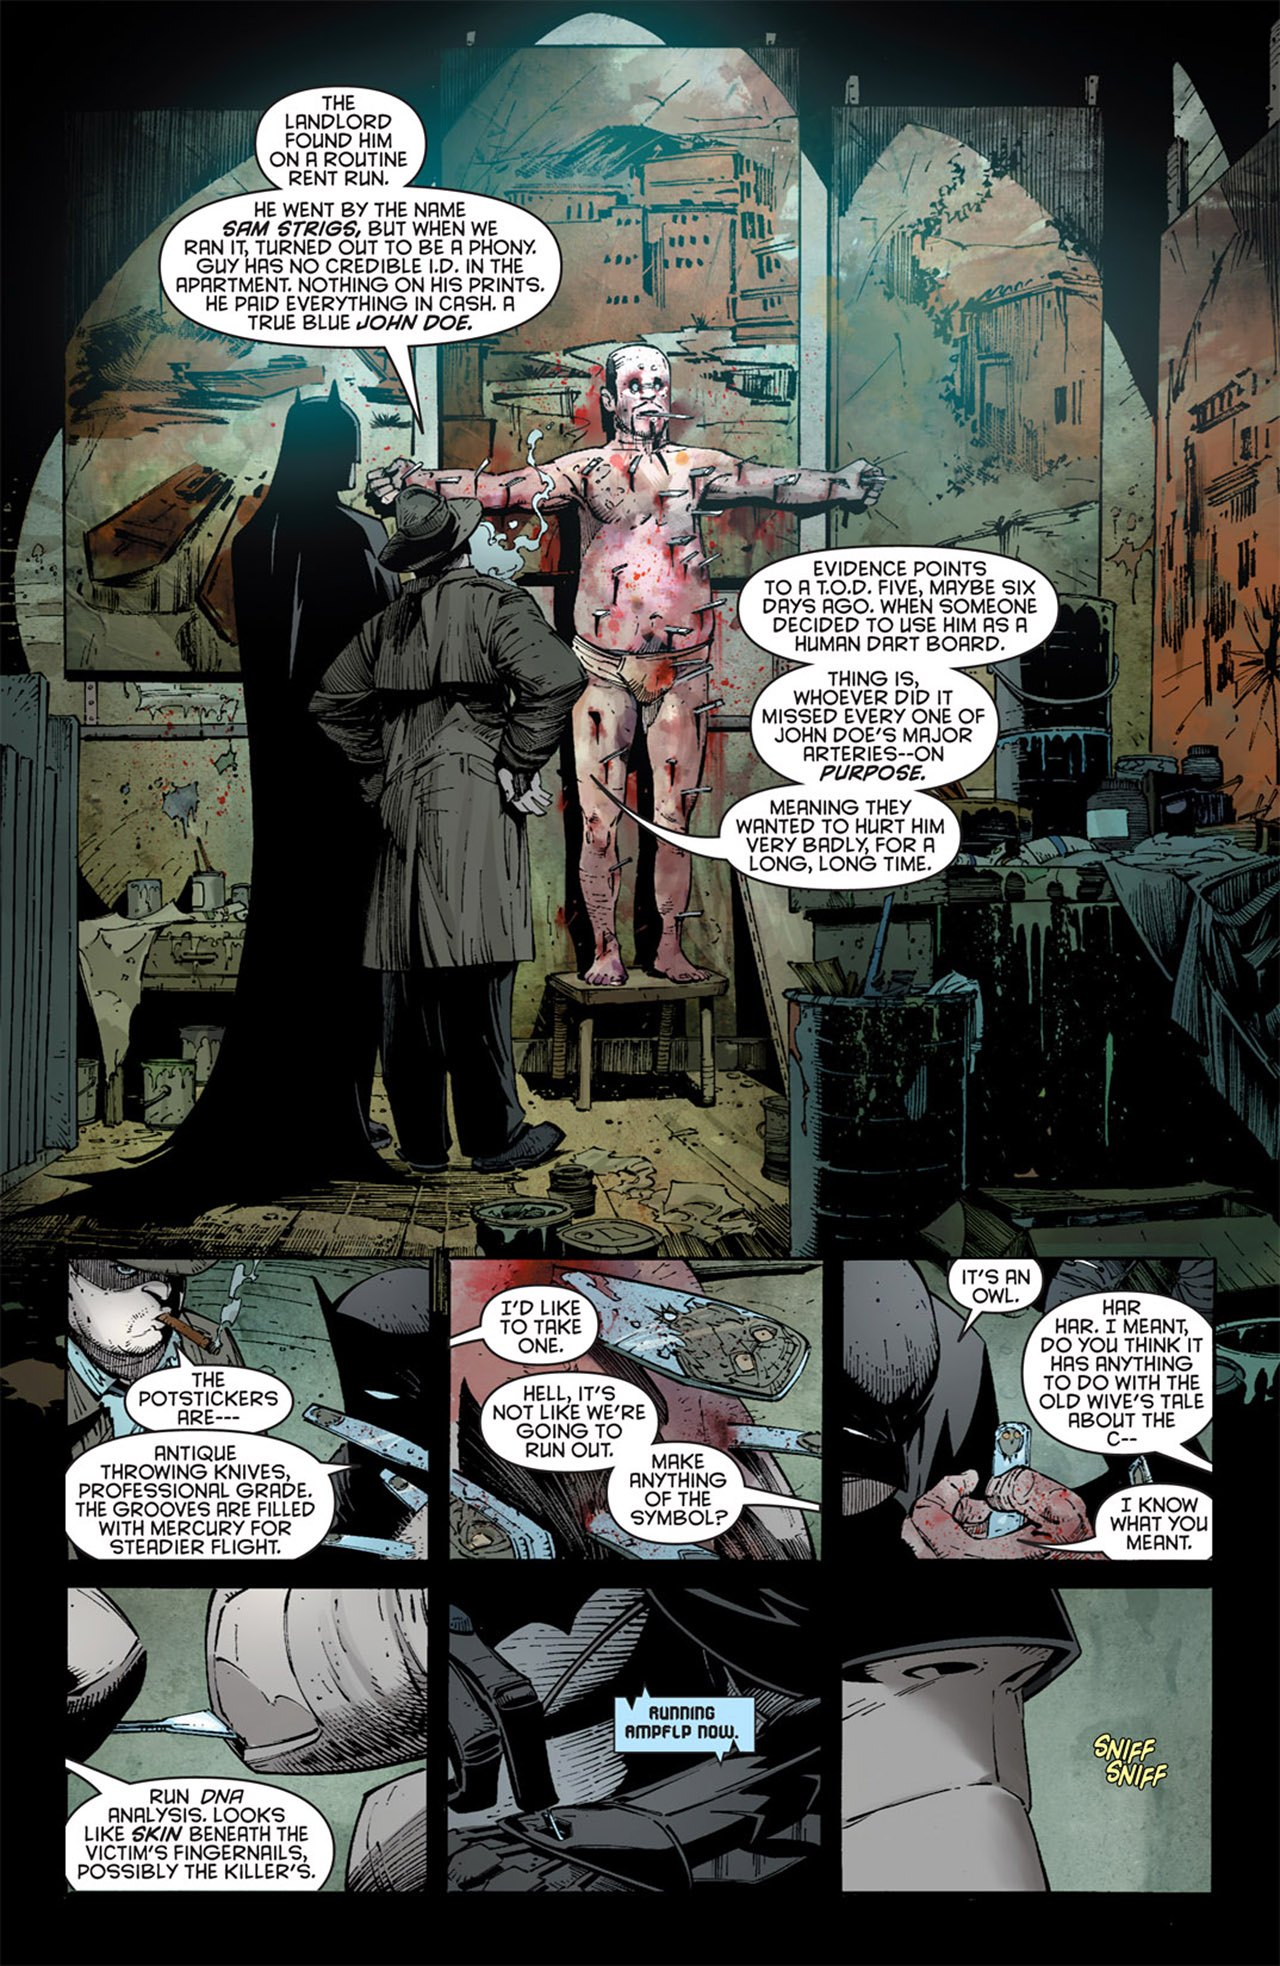 THE
LANDLORD
FOUND HIM
ON A ROUTINE
RENT RUN.
HE WENT BY THE NAME
SAM STRIGS, BUT WHEN WE
RAN IT, TURNED OUT TO BE A PHONY.
GUY HAS NO CREDIBLE I.D. IN THE
APARTMENT. NOTHING ON HIS PRINTS.
HE PAID EVERYTHING IN CASH. A
TRUE BLUE JOHN DOE.
EVIDENCE POINTS
TO A T.O.D. FIVE, MAYBE SIX
DAYS AGO. WHEN SOMEONE
DECIDED TO USE HIM AS A
HUMAN DART BOARD.
THING IS,
WHOEVER DID IT
MISSED EVERY ONE OF
JOHN DOE'S MAJOR
ARTERIES--ON
PURPOSE.
MEANING THEY
WANTED TO HURT HIM
VERY BADLY, FOR A
LONG, LONG TIME.
THE
POTSTICKERS
ARE---
ANTIQUE
THROWING KNIVES,
PROFESSIONAL GRADE.
THE GROOVES ARE FILLED
WITH MERCURY FOR
STEADIER FLIGHT.
I'D LIKE
TO TAKE
ONE.
HELL, IT'S
NOT LIKE WE'RE
GOING TO
RUN OUT.
MAKE
ANYTHING
OF THE
SYMBOL?
IT'S AN
OWL.
HAR
HAR. I MEANT,
DO YOU THINK IT
HAS ANYTHING
TO DO WITH THE
OLD WIVE'S TALE
ABOUT THE
C--
I KNOW
WHAT YOU
MEANT.
RUN DNA
ANALYSIS. LOOKS
LIKE SKIN BENEATH THE
VICTIM'S FINGERNAILS,
POSSIBLY THE KILLER'S.
RUNNING
AMPFLP NOW.
SNIFF
SNIFF